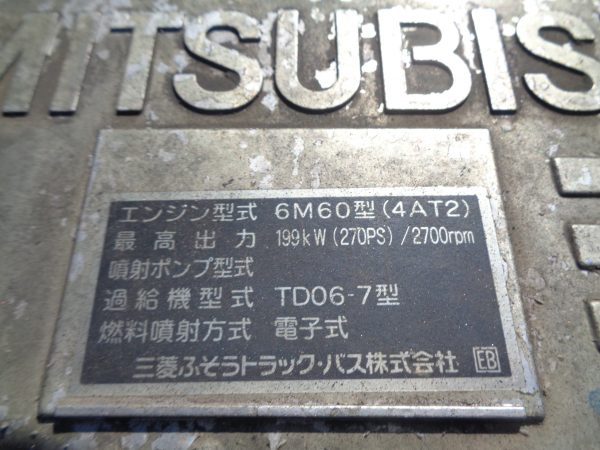 MITSUBIS
エンジン型式 6M60型(4AT2)
最高出力 199kW(270PS)/2700rpm
噴射ポンプ型式
過給機型式 TD06-7型
燃料噴射方式 電子式
三菱ふそうトラック・バス株式会社 EB